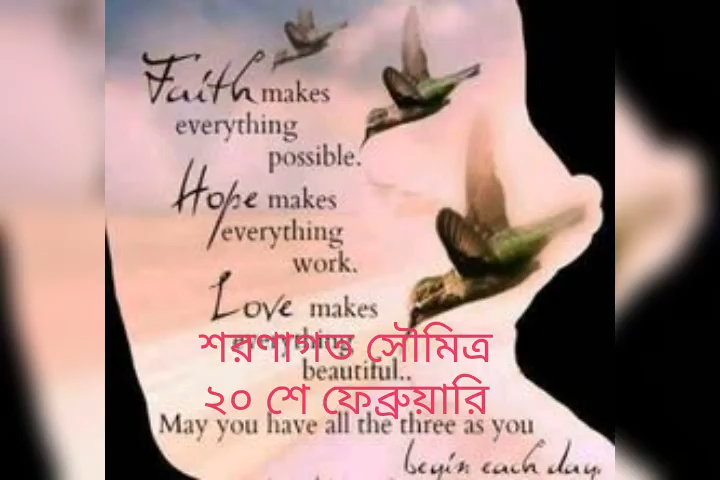 Faith makes
everything
possible.
Hope makes
everything
work.
Love makes
everything
শরণাগত সৌমিত্র
beautiful..
২০ শে ফেব্রুয়ারি
May you have all the three as you
begin each day.